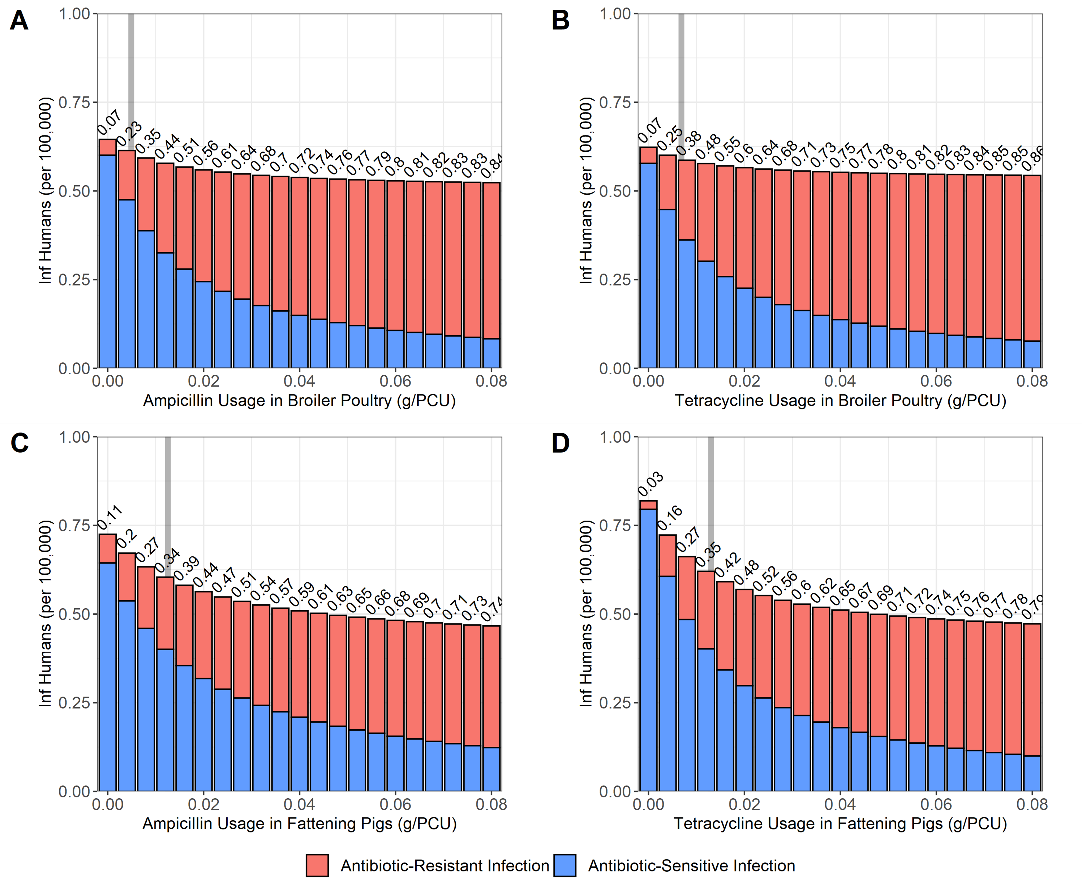 A
1.00
0.75
0.50
0.25
0.00
Inf Humans (per 100,000)
0.07 0.23 0.35 0.44 0.51 0.56 0.61 0.64 0.68 0.7 0.72 0.74 0.76 0.77 0.79 0.8 0.81 0.82 0.83 0.83 0.84
0.00 0.02 0.04 0.06 0.08
Ampicillin Usage in Broiler Poultry (g/PCU)
B
1.00
0.75
0.50
0.25
0.00
Inf Humans (per 100,000)
0.07 0.25 0.38 0.48 0.55 0.6 0.64 0.68 0.71 0.73 0.75 0.77 0.78 0.8 0.81 0.82 0.83 0.84 0.85 0.85 0.86
0.00 0.02 0.04 0.06 0.08
Tetracycline Usage in Broiler Poultry (g/PCU)
C
1.00
0.75
0.50
0.25
0.00
Inf Humans (per 100,000)
0.11 0.2 0.27 0.34 0.39 0.44 0.47 0.51 0.54 0.57 0.59 0.61 0.63 0.65 0.66 0.68 0.69 0.7 0.71 0.73 0.74
0.00 0.02 0.04 0.06 0.08
Ampicillin Usage in Fattening Pigs (g/PCU)
D
1.00
0.75
0.50
0.25
0.00
Inf Humans (per 100,000)
0.03 0.16 0.27 0.35 0.42 0.48 0.52 0.56 0.6 0.62 0.65 0.67 0.69 0.71 0.72 0.74 0.75 0.76 0.77 0.78 0.79
0.00 0.02 0.04 0.06 0.08
Tetracycline Usage in Fattening Pigs (g/PCU)
Antibiotic-Resistant Infection Antibiotic-Sensitive Infection